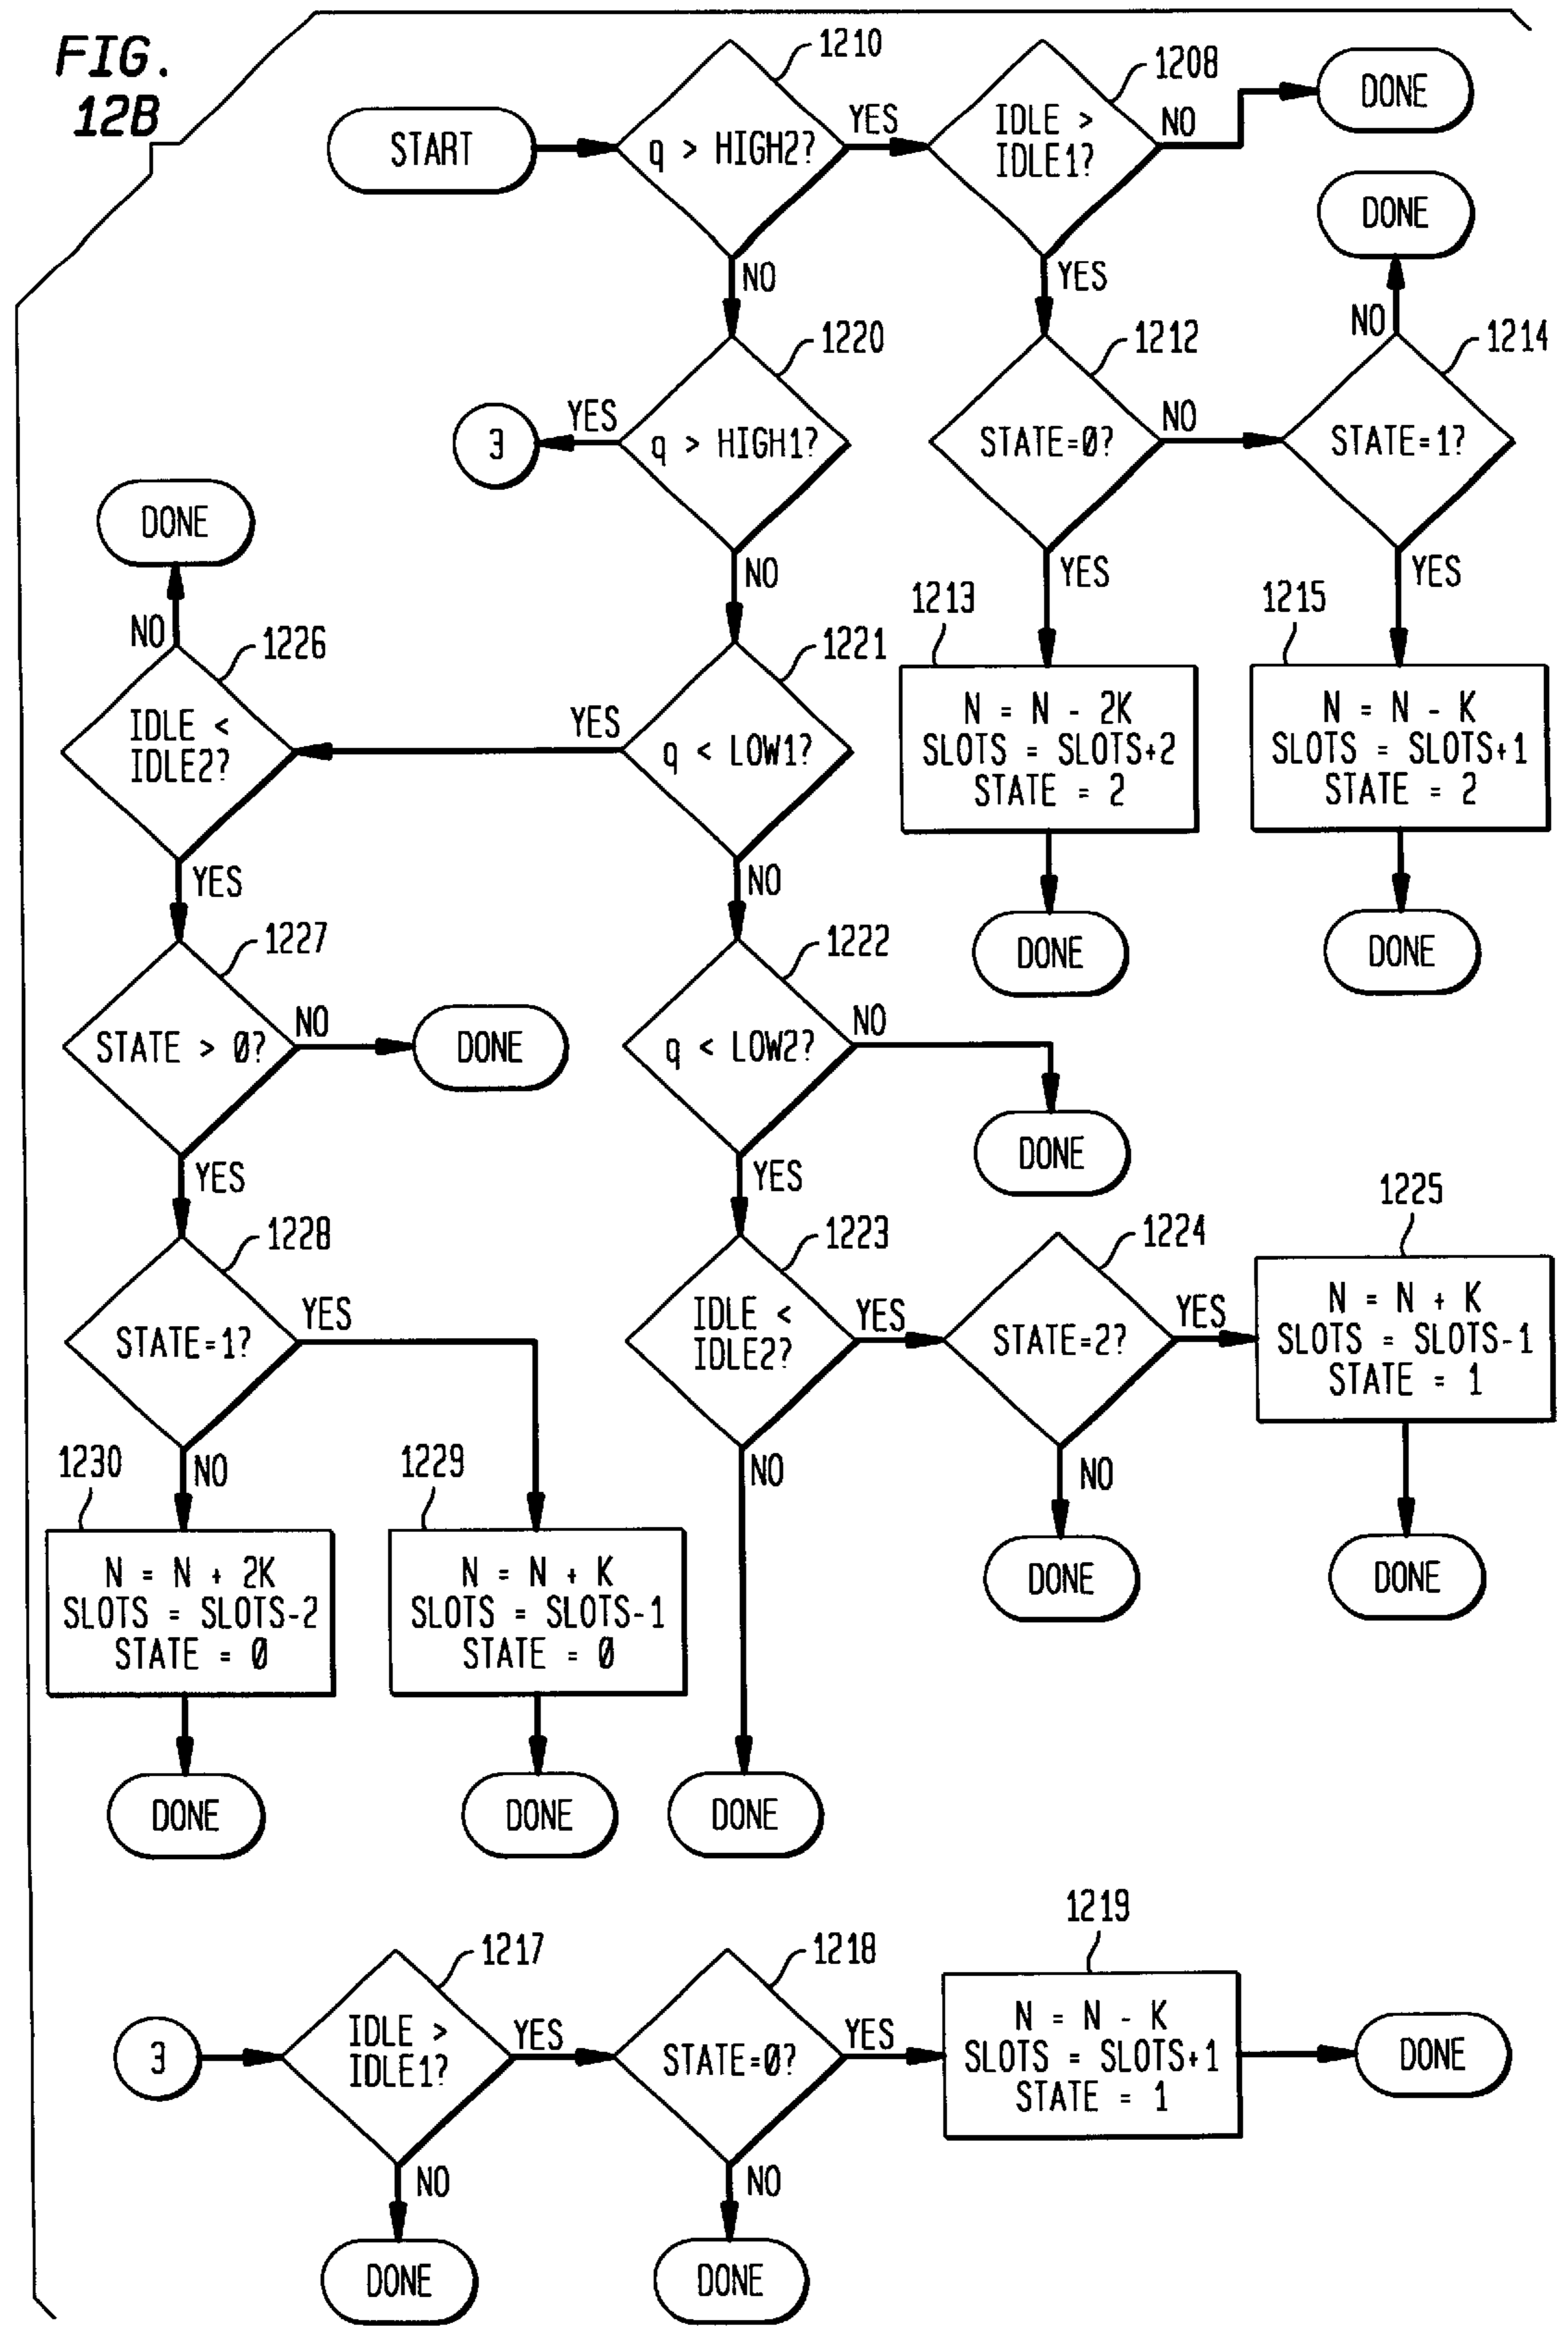 FIG.
12B
START
1210
q > HIGH2?
YES
NO
1208
IDLE >
IDLE1?
NO
YES
DONE
DONE
NO
1220
q > HIGH1?
YES
3
NO
1212
STATE=Ø?
NO
YES
1214
STATE=1?
YES
DONE
NO
1226
IDLE <
IDLE2?
YES
1221
q < LOW1?
YES
NO
1213
N = N - 2K
SLOTS = SLOTS+2
STATE = 2
DONE
1215
N = N - K
SLOTS = SLOTS+1
STATE = 2
DONE
1227
STATE > Ø?
NO
DONE
YES
1222
q < LOW2?
NO
DONE
YES
1228
STATE=1?
YES
NO
1223
IDLE <
IDLE2?
YES
NO
1224
STATE=2?
YES
NO
DONE
1225
N = N + K
SLOTS = SLOTS-1
STATE = 1
DONE
1230
N = N + 2K
SLOTS = SLOTS-2
STATE = Ø
DONE
1229
N = N + K
SLOTS = SLOTS-1
STATE = Ø
DONE
DONE
3
1217
IDLE >
IDLE1?
YES
NO
DONE
1218
STATE=Ø?
YES
NO
DONE
1219
N = N - K
SLOTS = SLOTS+1
STATE = 1
DONE